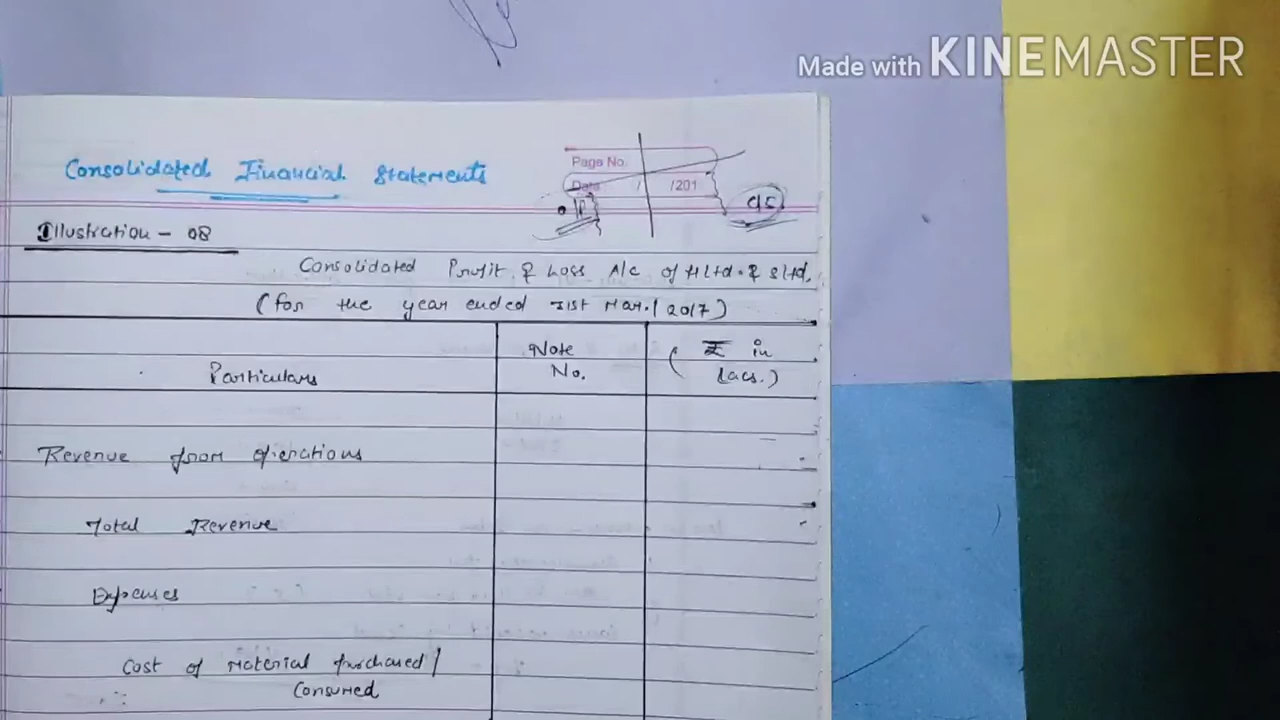 Made with KINEMASTER
Page No.
Consolidated Financial Statements
Date / /201
Illustration - 08
Consolidated Profit & Loss A/c of H Ltd. & S Ltd.
(for the year ended 31st Mar. 2017)
Particulars
Note No.
(₹ in Lacs.)
Revenue from operations
Total Revenue
Expenses
Cost of Material Purchased/
Consumed